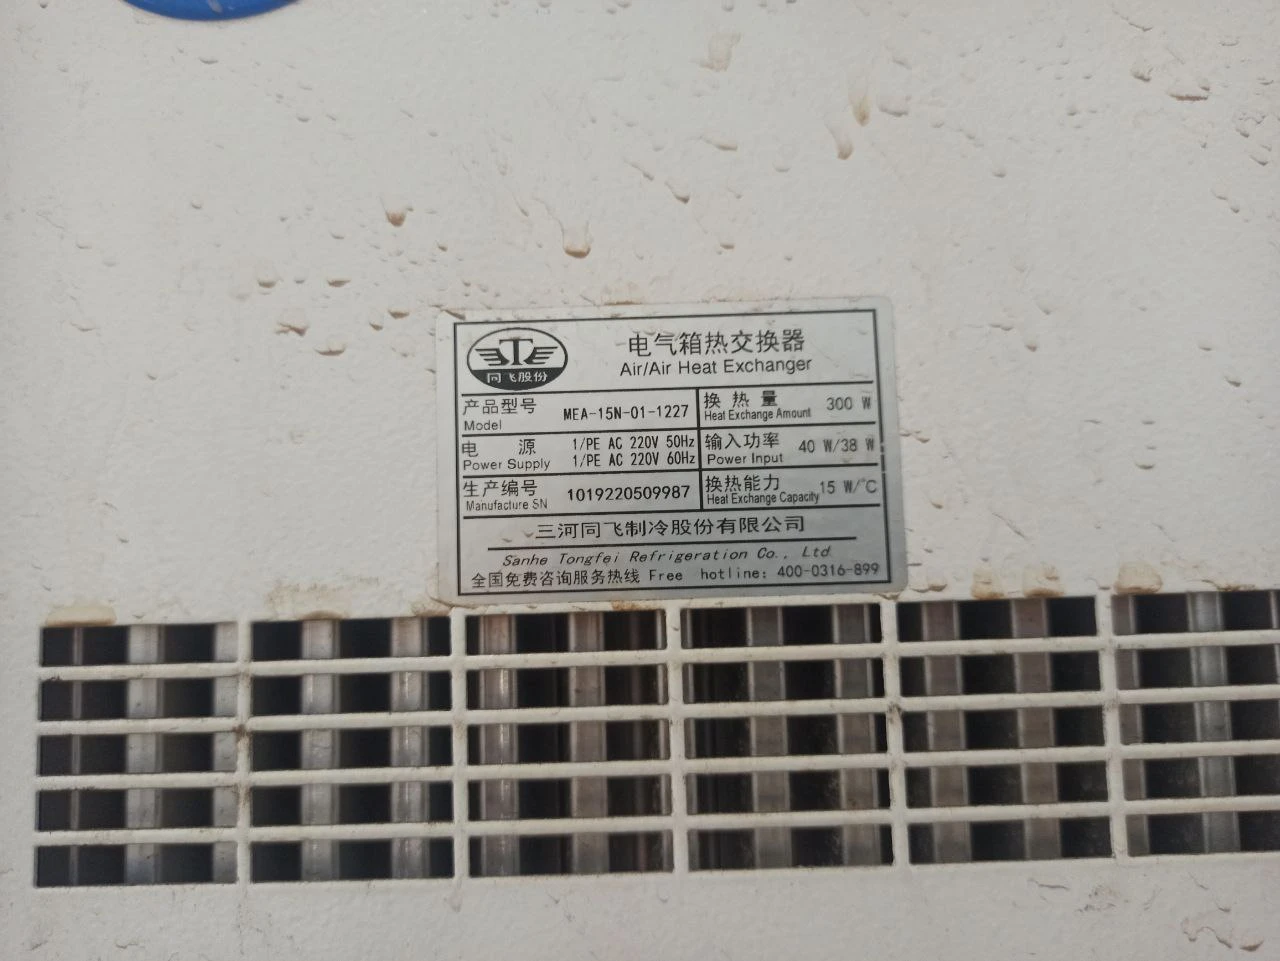 同飞股份
电气箱热交换器
Air/Air Heat Exchanger
产品型号 MEA-15N-01-1227 换热量 300 W
Model Heat Exchange Amount
电源 1/PE AC 220V 50Hz 输入功率 40 W/38 W
Power Supply 1/PE AC 220V 60Hz Power Input
生产编号 1019220509987 换热能力 15 W/℃
Manufacture SN Heat Exchange Capacity
三河同飞制冷股份有限公司
Sanhe Tongfei Refrigeration Co., Ltd
全国免费咨询服务热线 Free hotline: 400-0316-899